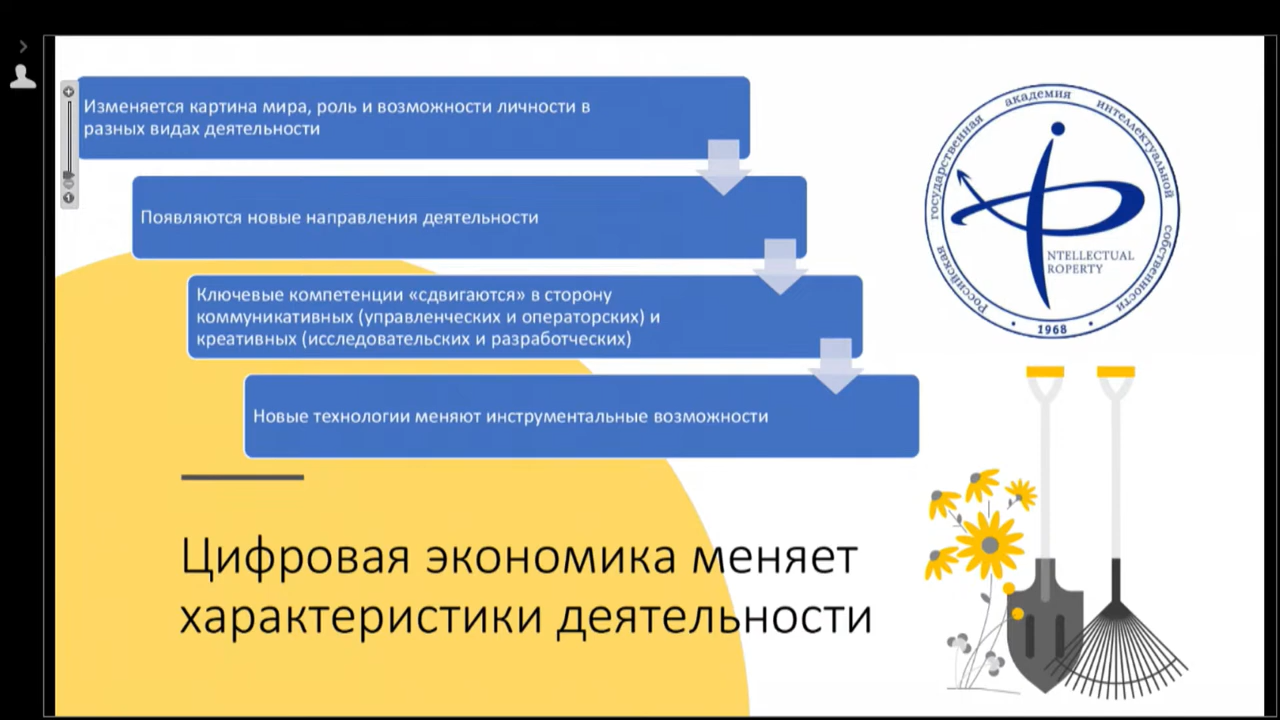 Изменяется картина мира, роль и возможности личности в
разных видах деятельности
Появляются новые направления деятельности
Ключевые компетенции «сдвигаются» в сторону
коммуникативных (управленческих и операторских) и
креативных (исследовательских и разработческих)
Новые технологии меняют инструментальные возможности
Цифровая экономика меняет
характеристики деятельности
Российская государственная академия интеллектуальной собственности
NTELLECTUAL
ROPERTY
• 1968 •